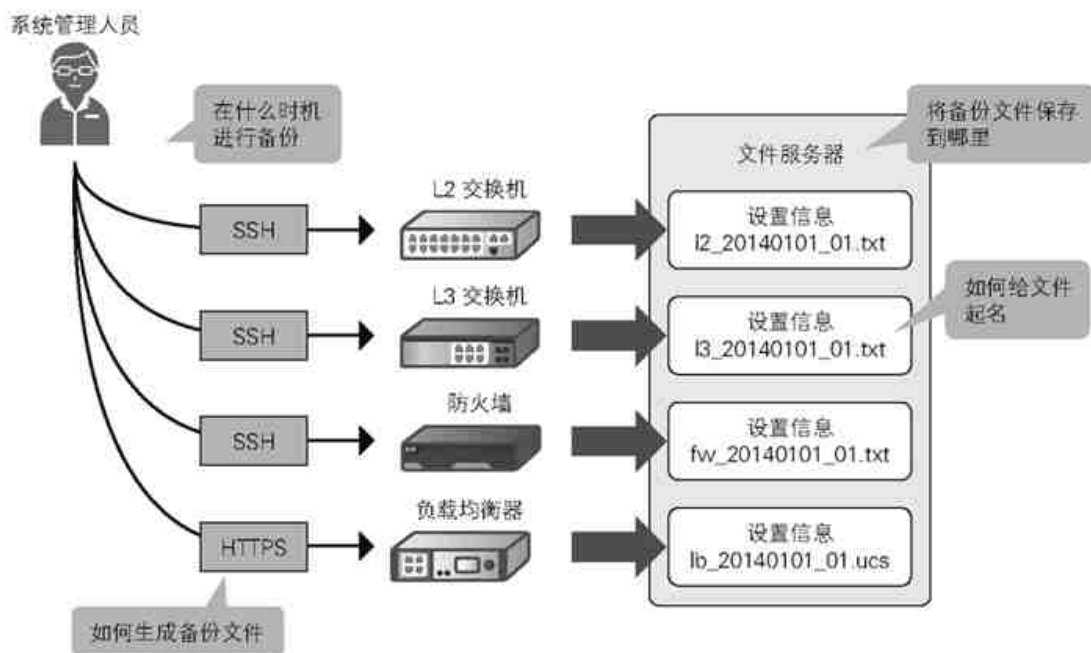 系统管理人员
在什么时机
进行备份
将备份文件保存
到哪里
文件服务器
L2 交换机
SSH
设置信息
l2_20140101_01.txt
L3 交换机
SSH
设置信息
l3_20140101_01.txt
如何给文件
起名
防火墙
SSH
设置信息
fw_20140101_01.txt
负载均衡器
HTTPS
设置信息
lb_20140101_01.ucs
如何生成备份文件